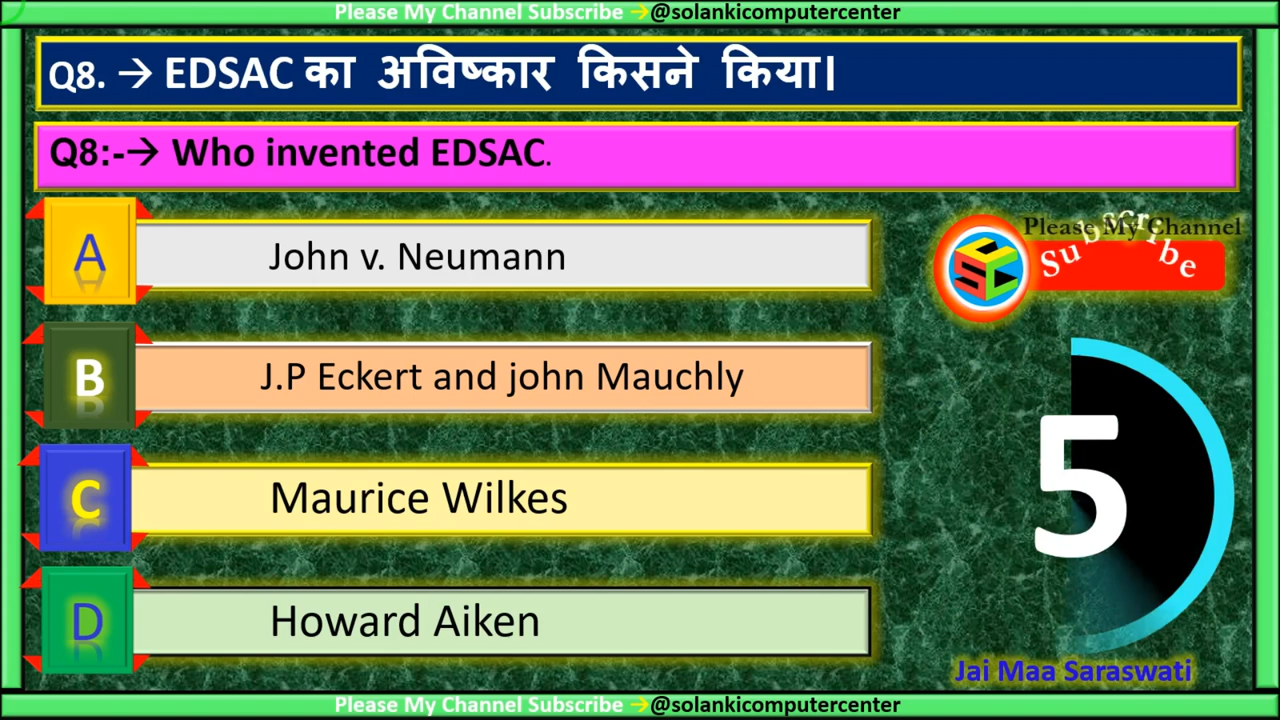 Please My Channel Subscribe →@solankicomputercenter
Q8. → EDSAC का अविष्कार किसने किया।
Q8:-→ Who invented EDSAC.
A John v. Neumann
Please My Channel
Subscribe
B J.P Eckert and john Mauchly
C Maurice Wilkes
5
D Howard Aiken
Jai Maa Saraswati
Please My Channel Subscribe →@solankicomputercenter